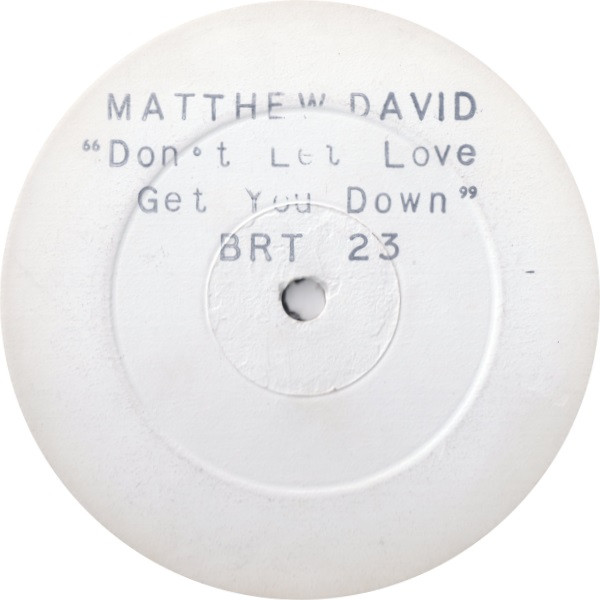 MATTHEW DAVID
“Don't Let Love
Get You Down”
BRT 23